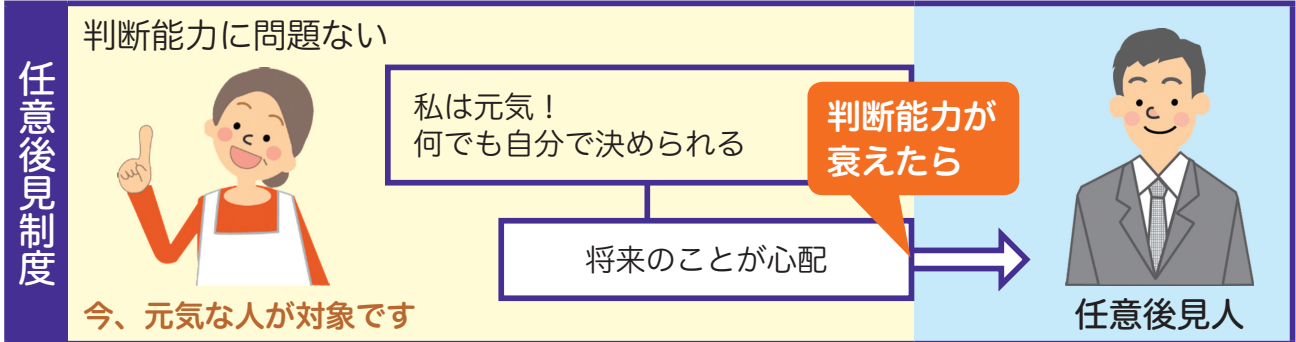 任意後見制度
判断能力に問題ない
私は元気！
何でも自分で決められる
判断能力が
衰えたら
将来のことが心配
今、元気な人が対象です
任意後見人